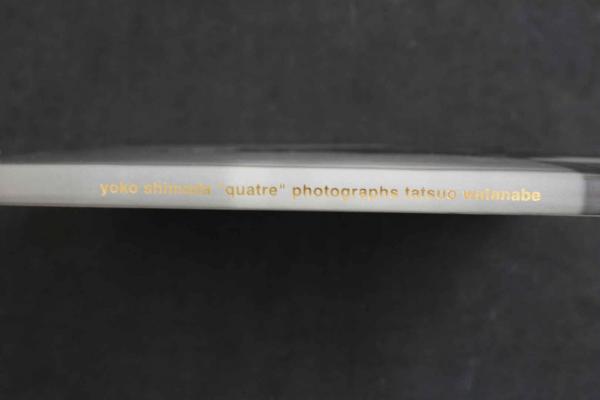 yoko shimada "quatre" photographs tatsuo watanabe